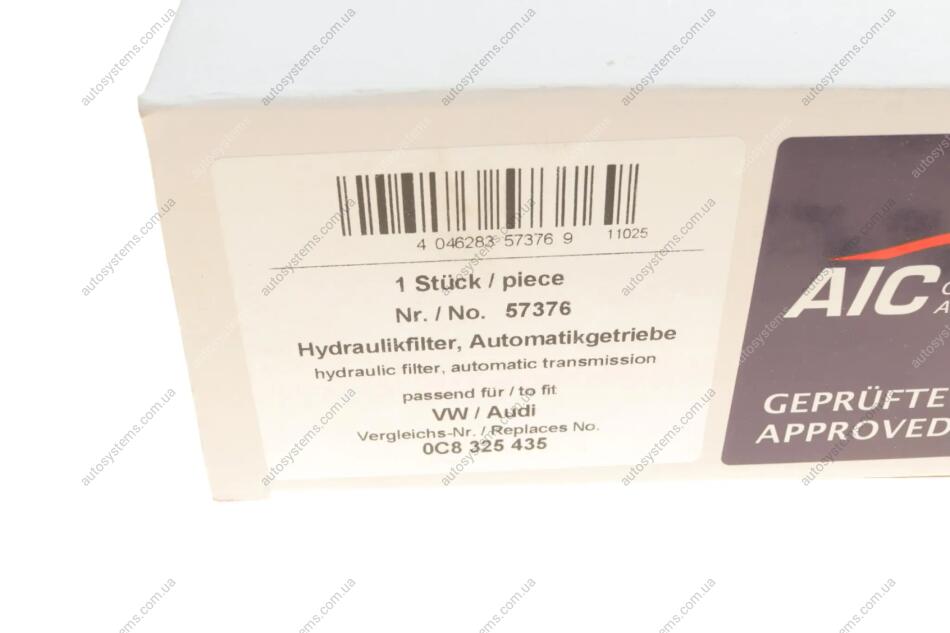 4 046283 57376 9
11025
1 Stück / piece
Nr. / No. 57376
Hydraulikfilter, Automatikgetriebe
hydraulic filter, automatic transmission
passend für / to fit
VW / Audi
Vergleichs-Nr. / Replaces No.
0C8 325 435
AIC
GEPRÜFTE
APPROVED
autosystems.com.ua